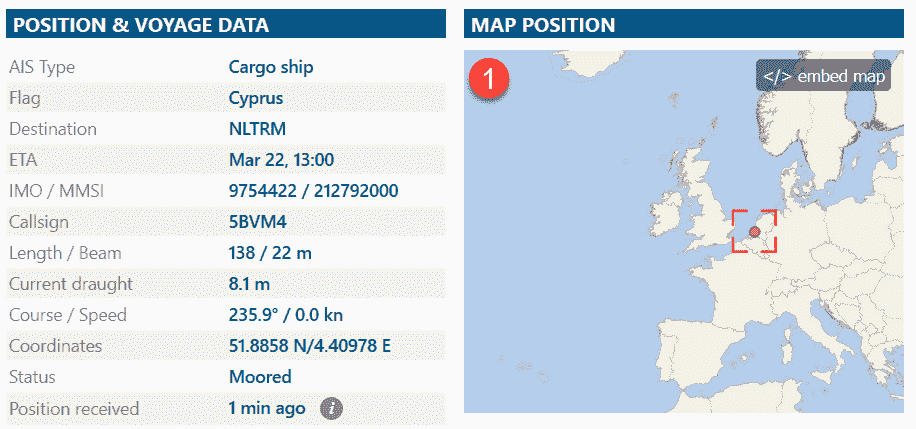 POSITION & VOYAGE DATA
AIS Type Cargo ship
Flag Cyprus
Destination NLTRM
ETA Mar 22, 13:00
IMO / MMSI 9754422 / 212792000
Callsign 5BVM4
Length / Beam 138 / 22 m
Current draught 8.1 m
Course / Speed 235.9° / 0.0 kn
Coordinates 51.8858 N/4.40978 E
Status Moored
Position received 1 min ago i
MAP POSITION
1
</> embed map